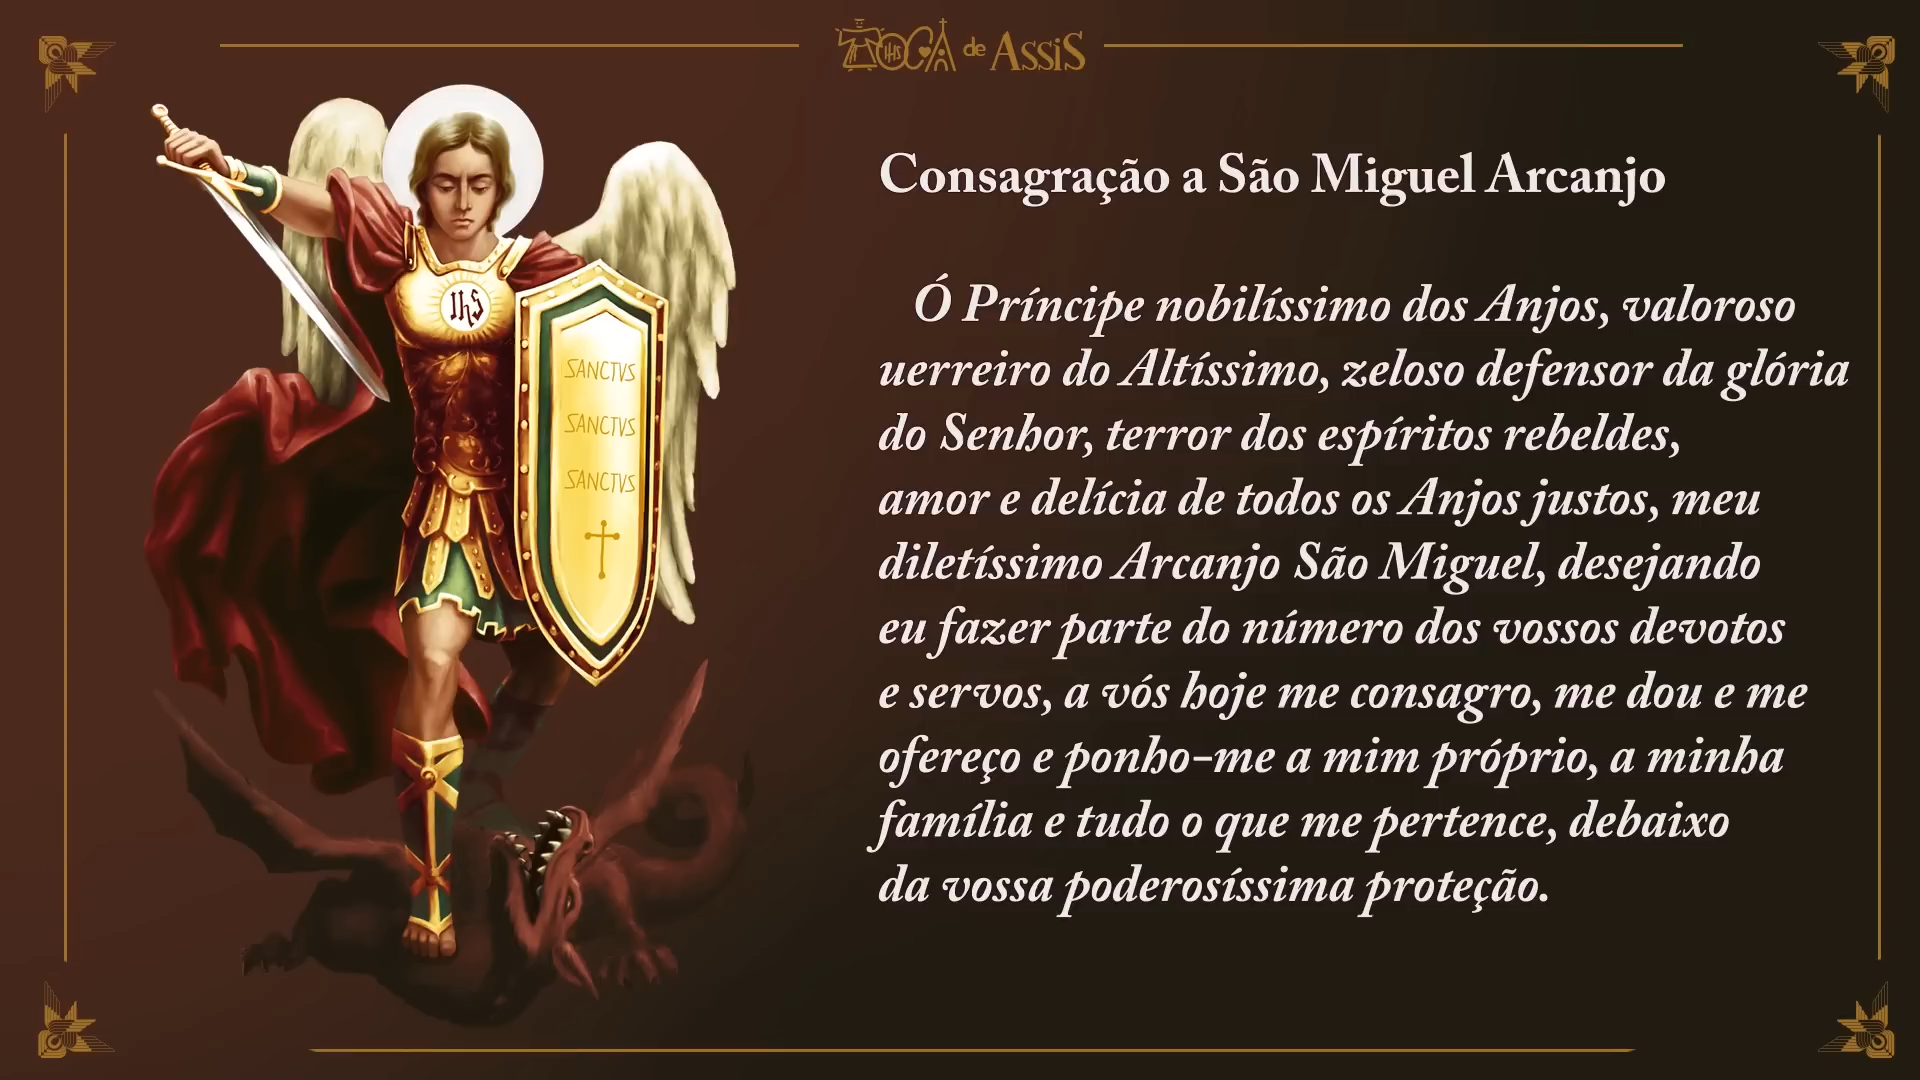 TOCA de Assis
Consagração a São Miguel Arcanjo
Ó Príncipe nobilíssimo dos Anjos, valoroso
uerreiro do Altíssimo, zeloso defensor da glória
do Senhor, terror dos espíritos rebeldes,
amor e delícia de todos os Anjos justos, meu
diletíssimo Arcanjo São Miguel, desejando
eu fazer parte do número dos vossos devotos
e servos, a vós hoje me consagro, me dou e me
ofereço e ponho-me a mim próprio, a minha
família e tudo o que me pertence, debaixo
da vossa poderosíssima proteção.
IHS
SANCTVS
SANCTVS
SANCTVS